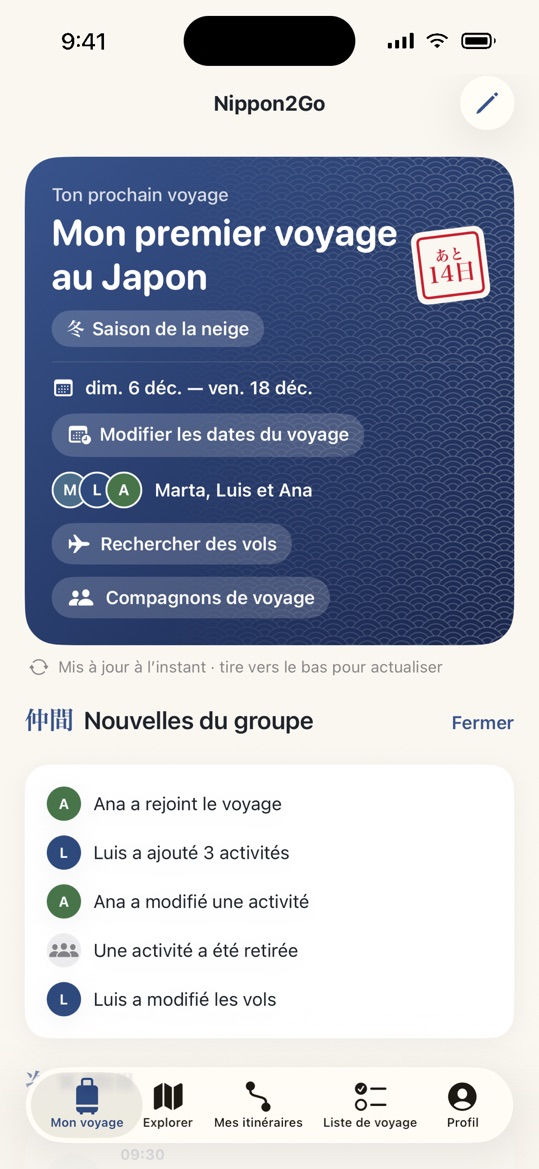 9:41
Nippon2Go
Ton prochain voyage
Mon premier voyage
au Japon
あと
14日
冬 Saison de la neige
dim. 6 déc. — ven. 18 déc.
Modifier les dates du voyage
M L A Marta, Luis et Ana
Rechercher des vols
Compagnons de voyage
Mis à jour à l’instant · tire vers le bas pour actualiser
仲間 Nouvelles du groupe
Fermer
A Ana a rejoint le voyage
L Luis a ajouté 3 activités
A Ana a modifié une activité
Une activité a été retirée
L Luis a modifié les vols
Mon voyage
Explorer
Mes itinéraires
Liste de voyage
Profil
09:30